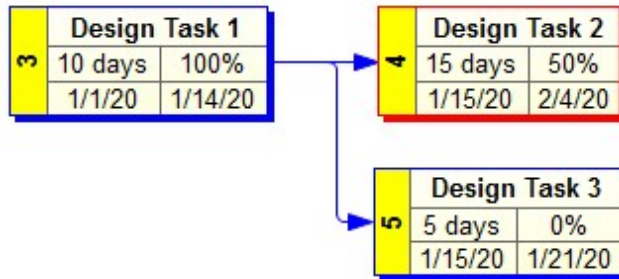 3
Design Task 1
10 days 100%
1/1/20 1/14/20
4
Design Task 2
15 days 50%
1/15/20 2/4/20
5
Design Task 3
5 days 0%
1/15/20 1/21/20